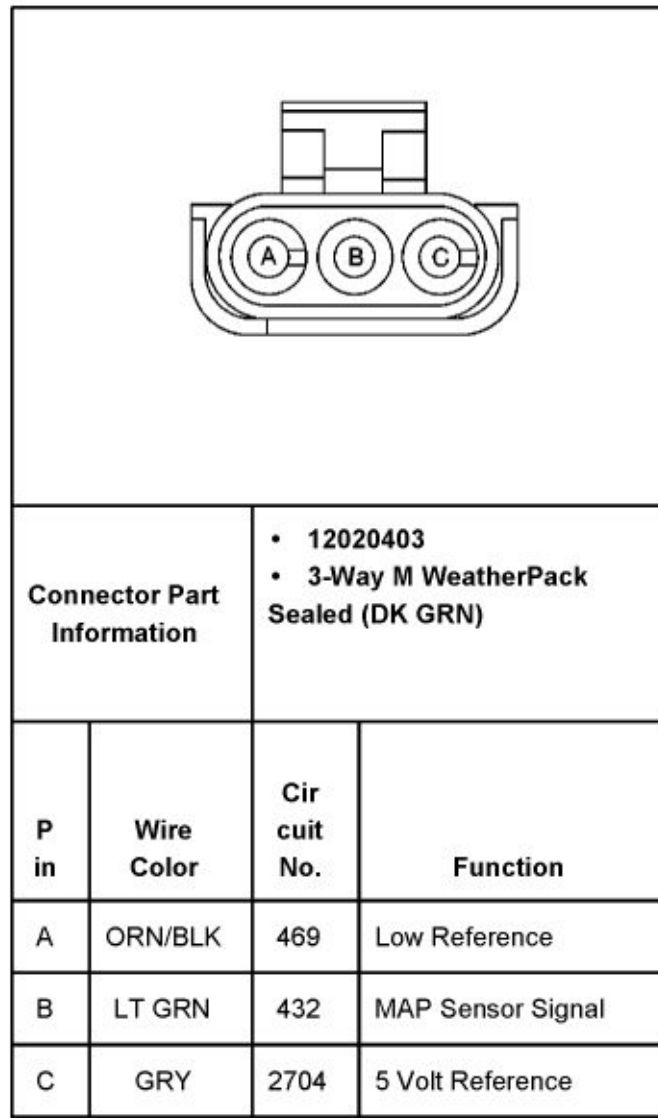 A B C
Connector Part
Information
• 12020403
• 3-Way M WeatherPack
Sealed (DK GRN)
P
in
Wire
Color
Cir
cuit
No.
Function
A ORN/BLK 469 Low Reference
B LT GRN 432 MAP Sensor Signal
C GRY 2704 5 Volt Reference